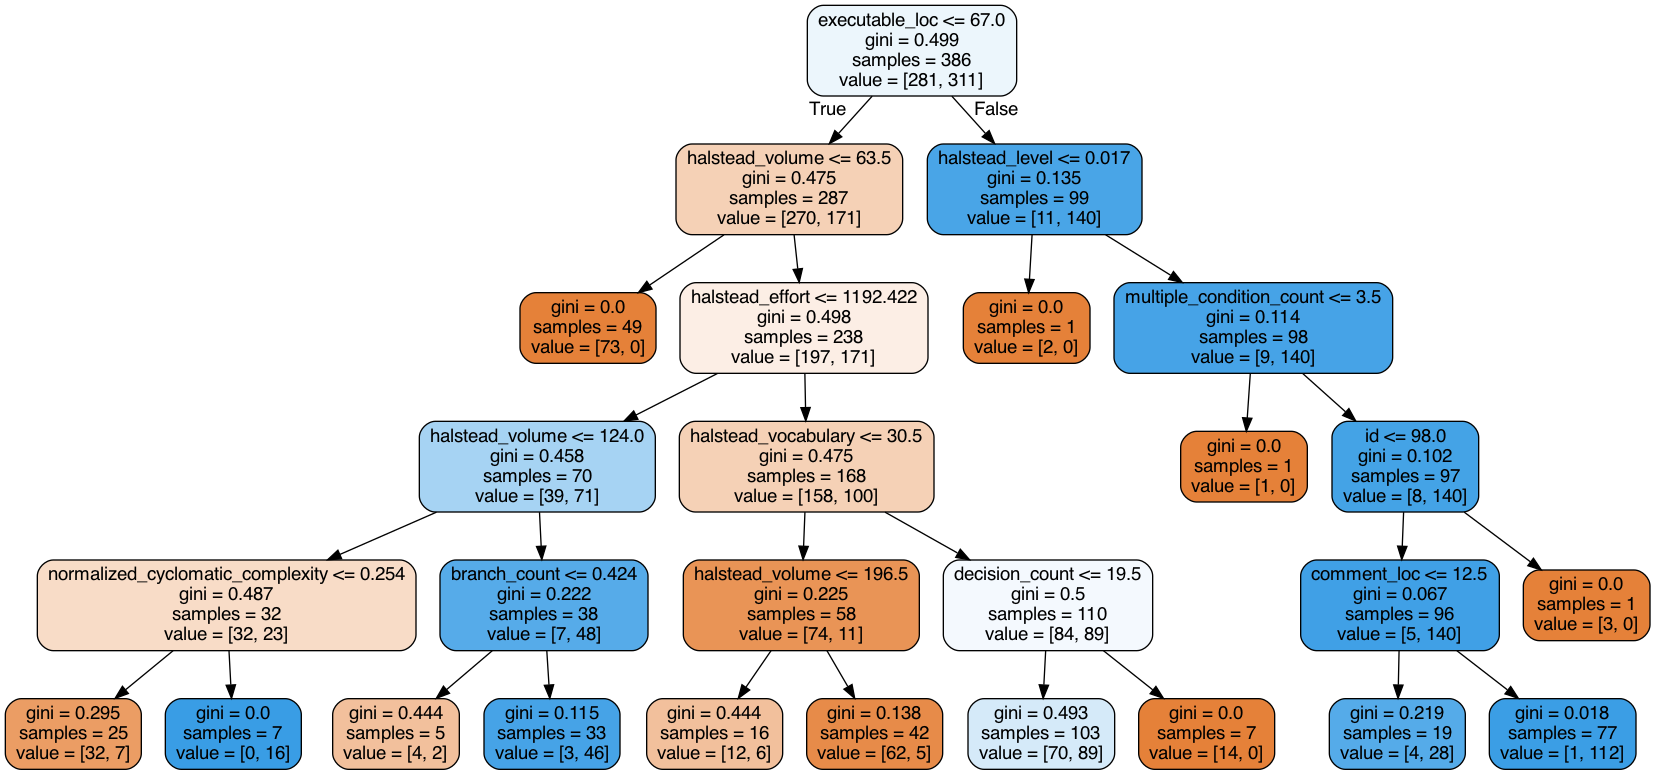 executable_loc <= 67.0
gini = 0.499
samples = 386
value = [281, 311]
True
False
halstead_volume <= 63.5
gini = 0.475
samples = 287
value = [270, 171]
halstead_level <= 0.017
gini = 0.135
samples = 99
value = [11, 140]
gini = 0.0
samples = 49
value = [73, 0]
halstead_effort <= 1192.422
gini = 0.498
samples = 238
value = [197, 171]
gini = 0.0
samples = 1
value = [2, 0]
multiple_condition_count <= 3.5
gini = 0.114
samples = 98
value = [9, 140]
halstead_volume <= 124.0
gini = 0.458
samples = 70
value = [39, 71]
halstead_vocabulary <= 30.5
gini = 0.475
samples = 168
value = [158, 100]
gini = 0.0
samples = 1
value = [1, 0]
id <= 98.0
gini = 0.102
samples = 97
value = [8, 140]
normalized_cyclomatic_complexity <= 0.254
gini = 0.487
samples = 32
value = [32, 23]
branch_count <= 0.424
gini = 0.222
samples = 38
value = [7, 48]
halstead_volume <= 196.5
gini = 0.225
samples = 58
value = [74, 11]
decision_count <= 19.5
gini = 0.5
samples = 110
value = [84, 89]
comment_loc <= 12.5
gini = 0.067
samples = 96
value = [5, 140]
gini = 0.0
samples = 1
value = [3, 0]
gini = 0.295
samples = 25
value = [32, 7]
gini = 0.0
samples = 7
value = [0, 16]
gini = 0.444
samples = 5
value = [4, 2]
gini = 0.115
samples = 33
value = [3, 46]
gini = 0.444
samples = 16
value = [12, 6]
gini = 0.138
samples = 42
value = [62, 5]
gini = 0.493
samples = 103
value = [70, 89]
gini = 0.0
samples = 7
value = [14, 0]
gini = 0.219
samples = 19
value = [4, 28]
gini = 0.018
samples = 77
value = [1, 112]